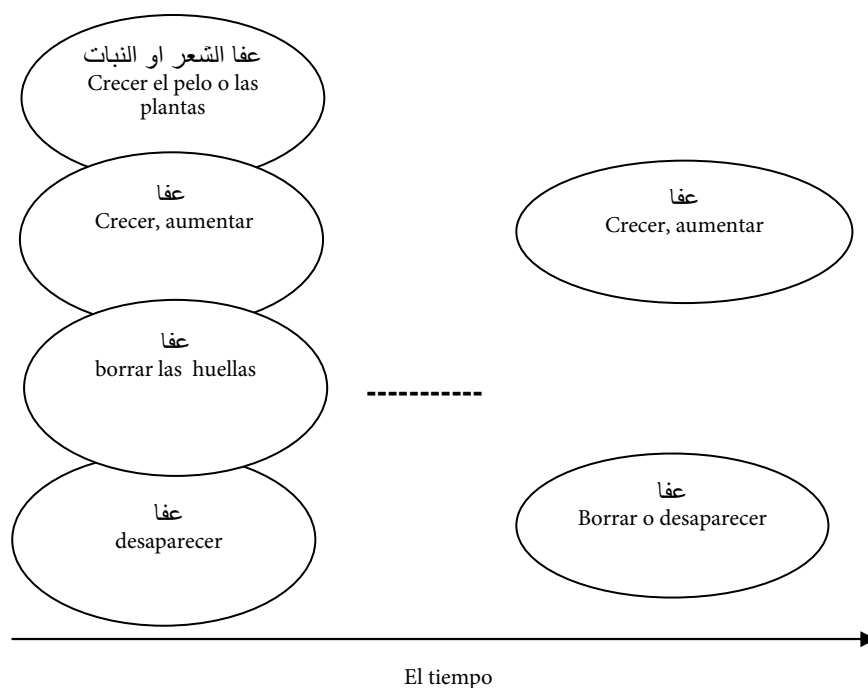 عفا الشعر او النبات
Crecer el pelo o las
plantas
عفا
Crecer, aumentar
عفا
borrar las huellas
عفا
desaparecer
عفا
Crecer, aumentar
عفا
Borrar o desaparecer
El tiempo